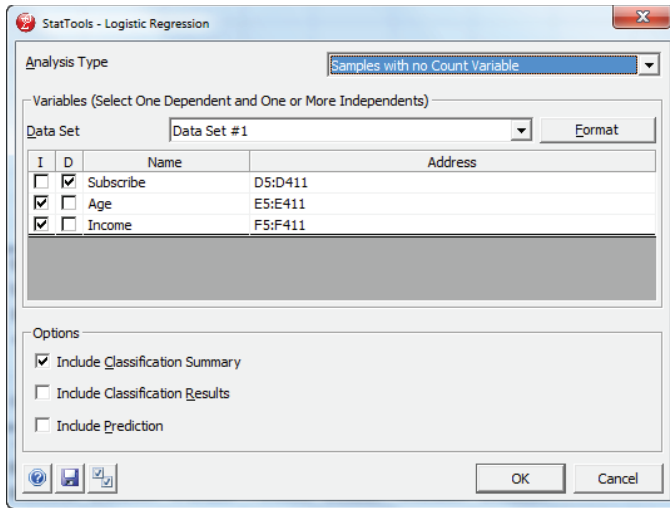 StatTools - Logistic Regression
Analysis Type Samples with no Count Variable
Variables (Select One Dependent and One or More Independents)
Data Set Data Set #1 Format
I D Name Address
Subscribe D5:D411
Age E5:E411
Income F5:F411
Options
Include Classification Summary
Include Classification Results
Include Prediction
OK Cancel